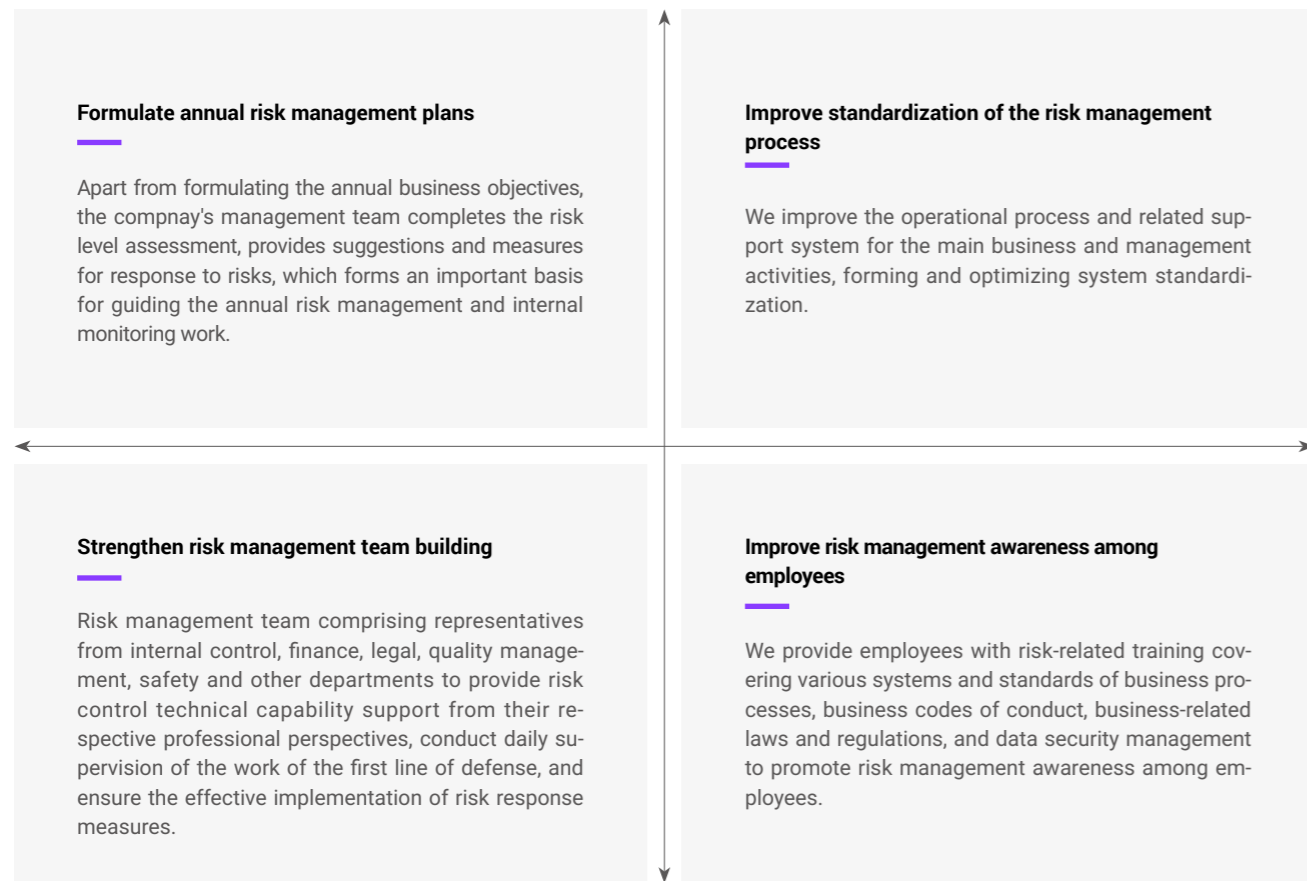 Formulate annual risk management plans
Apart from formulating the annual business objectives,
the compnay's management team completes the risk
level assessment, provides suggestions and measures
for response to risks, which forms an important basis
for guiding the annual risk management and internal
monitoring work.
Improve standardization of the risk management
process
We improve the operational process and related sup-
port system for the main business and management
activities, forming and optimizing system standardi-
zation.
Strengthen risk management team building
Risk management team comprising representatives
from internal control, finance, legal, quality manage-
ment, safety and other departments to provide risk
control technical capability support from their re-
spective professional perspectives, conduct daily su-
pervision of the work of the first line of defense, and
ensure the effective implementation of risk response
measures.
Improve risk management awareness among
employees
We provide employees with risk-related training cov-
ering various systems and standards of business pro-
cesses, business codes of conduct, business-related
laws and regulations, and data security management
to promote risk management awareness among em-
ployees.